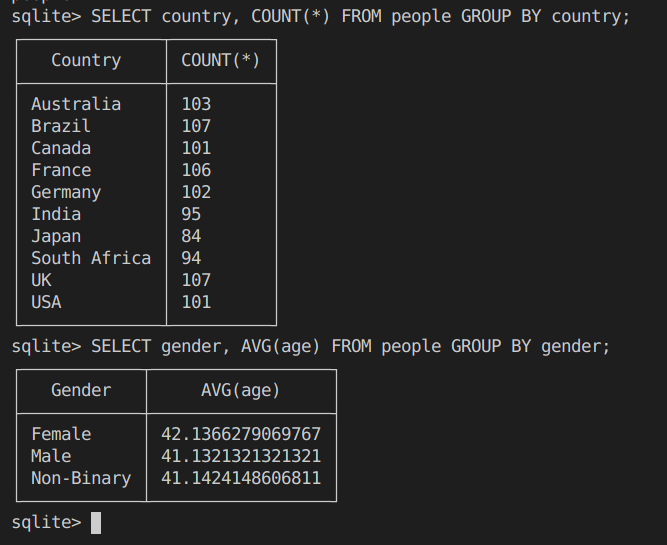 sqlite> SELECT country, COUNT(*) FROM people GROUP BY country;
Country COUNT(*)
Australia 103
Brazil 107
Canada 101
France 106
Germany 102
India 95
Japan 84
South Africa 94
UK 107
USA 101
sqlite> SELECT gender, AVG(age) FROM people GROUP BY gender;
Gender AVG(age)
Female 42.1366279069767
Male 41.1321321321321
Non-Binary 41.1424148606811
sqlite>